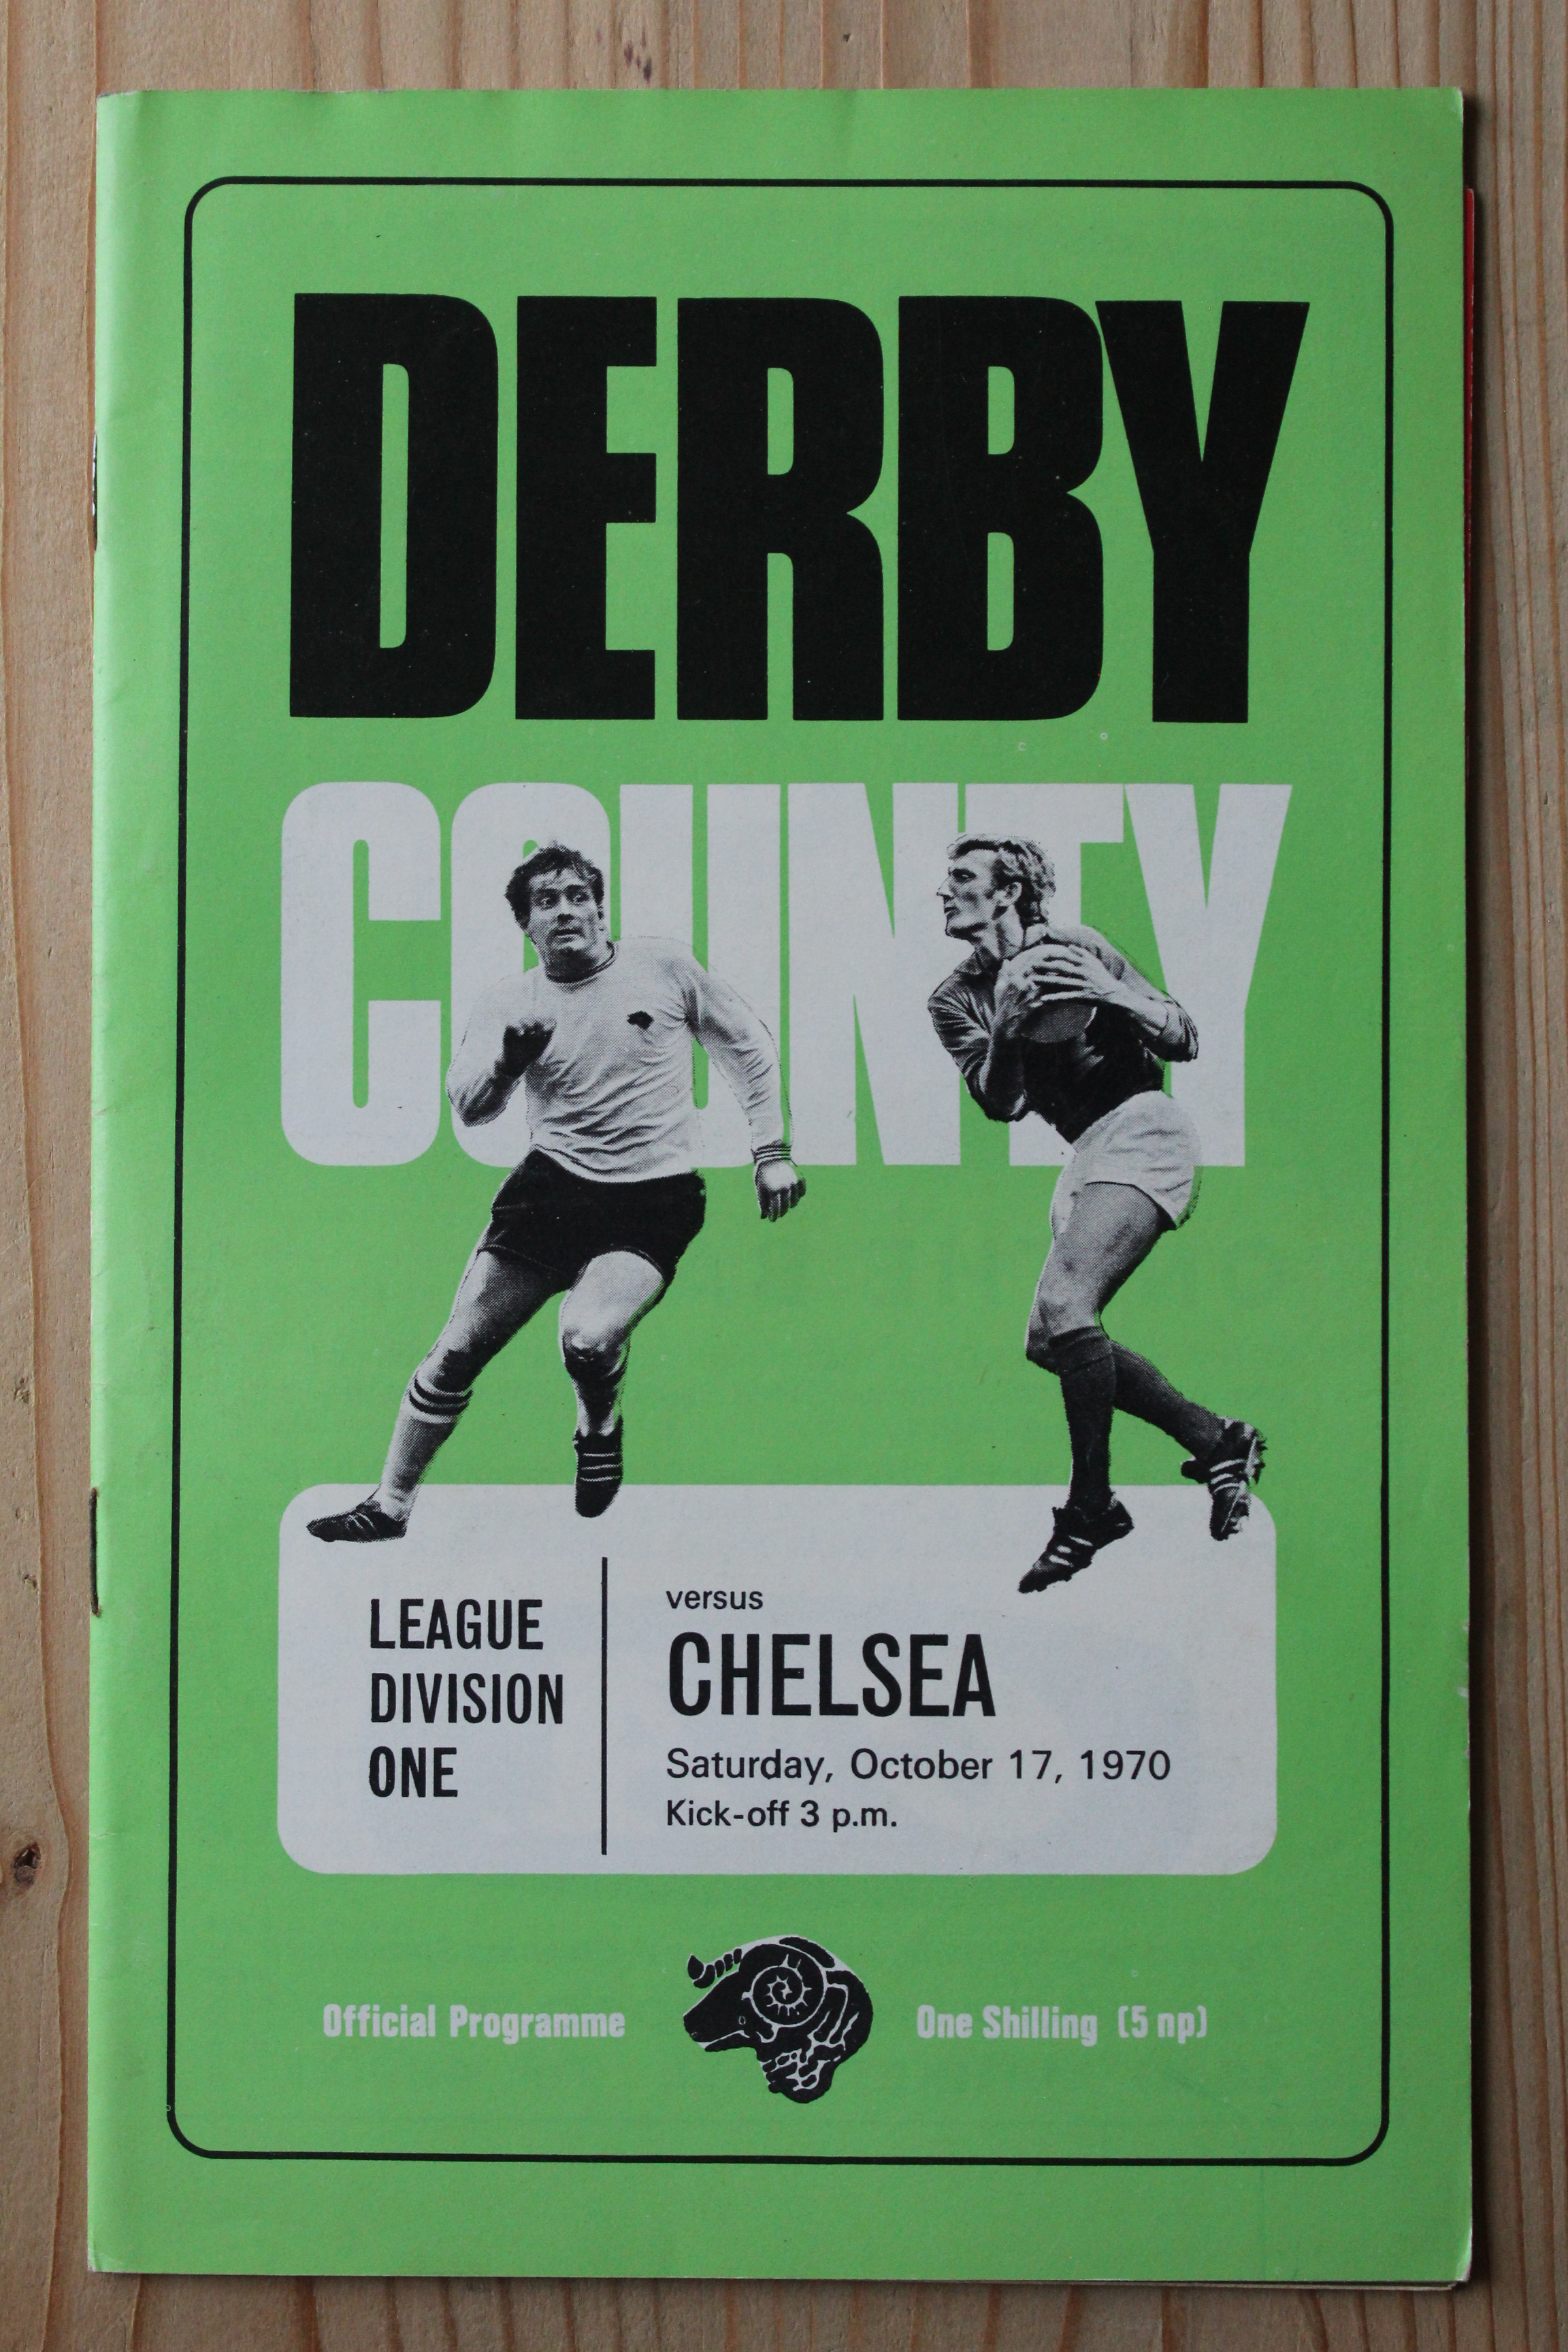 DERBY
COUNTY
LEAGUE
DIVISION
ONE
versus
CHELSEA
Saturday, October 17, 1970
Kick-off 3 p.m.
Official Programme
One Shilling (5 np)